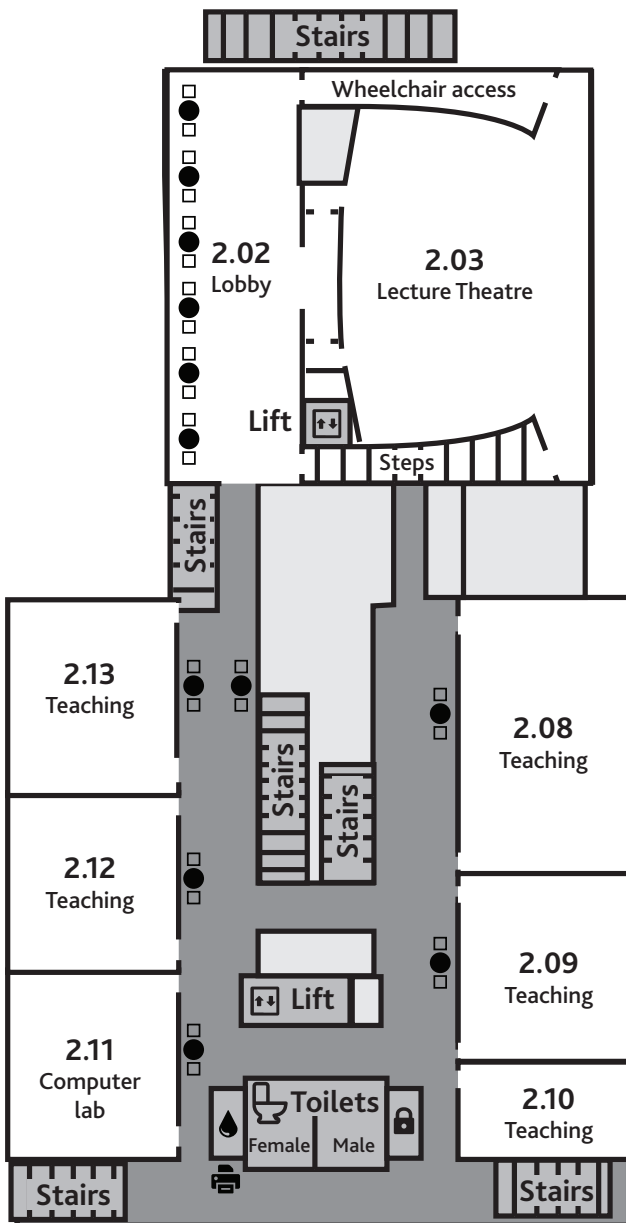 Stairs
Wheelchair access
2.02
Lobby
2.03
Lecture Theatre
Lift
Steps
Stairs
2.13
Teaching
2.08
Teaching
Stairs
Stairs
2.12
Teaching
2.09
Teaching
Lift
2.11
Computer
lab
Toilets
Female
Male
2.10
Teaching
Stairs
Stairs